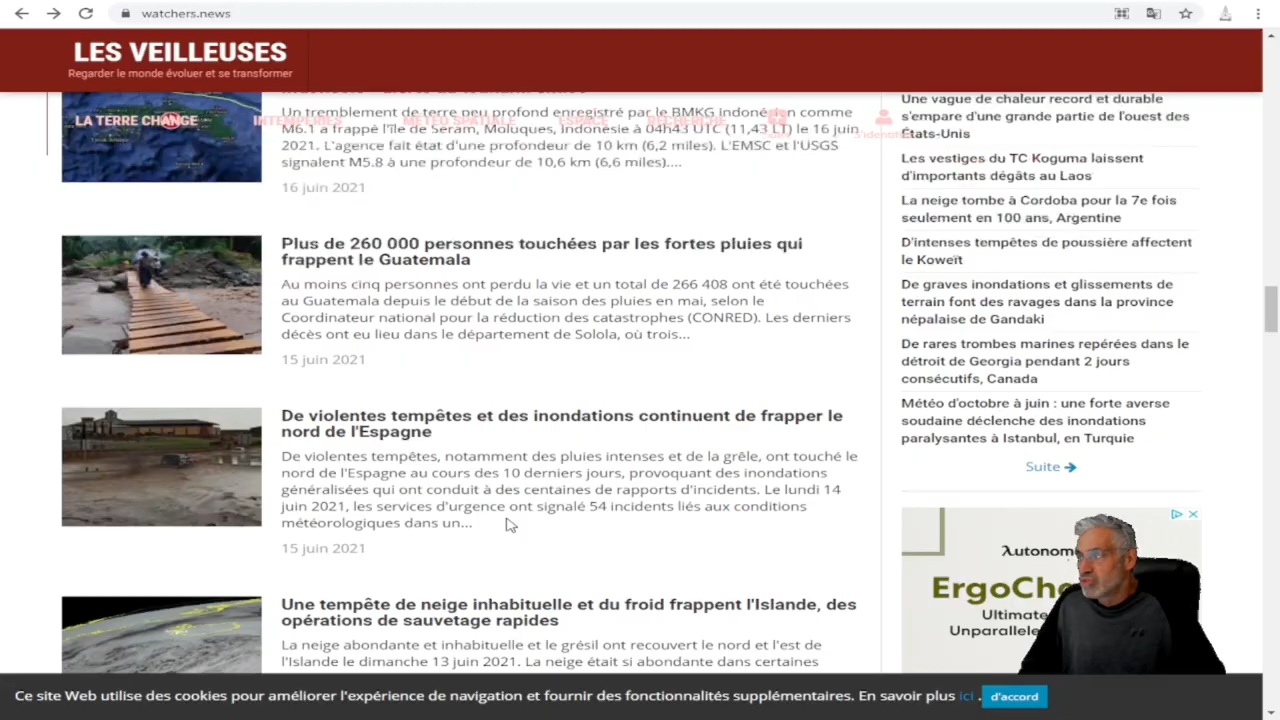 watchers.news
LES VEILLEUSES
Regarder le monde évoluer et se transformer
LA TERRE CHANGE
INTEMPÉRIES
MÉTÉO SPATIALE
ESPACE
RECHERCHE
Un tremblement de terre peu profond enregistré par le BMKG indonésien comme
M6.1 a frappé l'île de Seram, Moluques, Indonésie à 04h43 UTC (11,43 LT) le 16 juin
2021. L'agence fait état d'une profondeur de 10 km (6,2 miles). L'EMSC et l'USGS
signalent M5.8 à une profondeur de 10,6 km (6,6 miles)....
16 juin 2021
Plus de 260 000 personnes touchées par les fortes pluies qui
frappent le Guatemala
Au moins cinq personnes ont perdu la vie et un total de 266 408 ont été touchées
au Guatemala depuis le début de la saison des pluies en mai, selon le
Coordinateur national pour la réduction des catastrophes (CONRED). Les derniers
décès ont eu lieu dans le département de Solola, où trois...
15 juin 2021
De violentes tempêtes et des inondations continuent de frapper le
nord de l'Espagne
De violentes tempêtes, notamment des pluies intenses et de la grêle, ont touché le
nord de l'Espagne au cours des 10 derniers jours, provoquant des inondations
généralisées qui ont conduit à des centaines de rapports d'incidents. Le lundi 14
juin 2021, les services d'urgence ont signalé 54 incidents liés aux conditions
météorologiques dans un...
15 juin 2021
Une tempête de neige inhabituelle et du froid frappent l'Islande, des
opérations de sauvetage rapides
La neige abondante et inhabituelle et le grésil ont recouvert le nord et l'est de
l'Islande le dimanche 13 juin 2021. La neige était si abondante dans certaines
Une vague de chaleur record et durable
s'empare d'une grande partie de l'ouest des
États-Unis
Les vestiges du TC Koguma laissent
d'importants dégâts au Laos
La neige tombe à Cordoba pour la 7e fois
seulement en 100 ans, Argentine
D'intenses tempêtes de poussière affectent
le Koweït
De graves inondations et glissements de
terrain font des ravages dans la province
népalaise de Gandaki
De rares trombes marines repérées dans le
détroit de Georgia pendant 2 jours
consécutifs, Canada
Météo d'octobre à juin : une forte averse
soudaine déclenche des inondations
paralysantes à Istanbul, en Turquie
Suite →
Ultimate
Ce site Web utilise des cookies pour améliorer l'expérience de navigation et fournir des fonctionnalités supplémentaires. En savoir plus ici .
d'accord